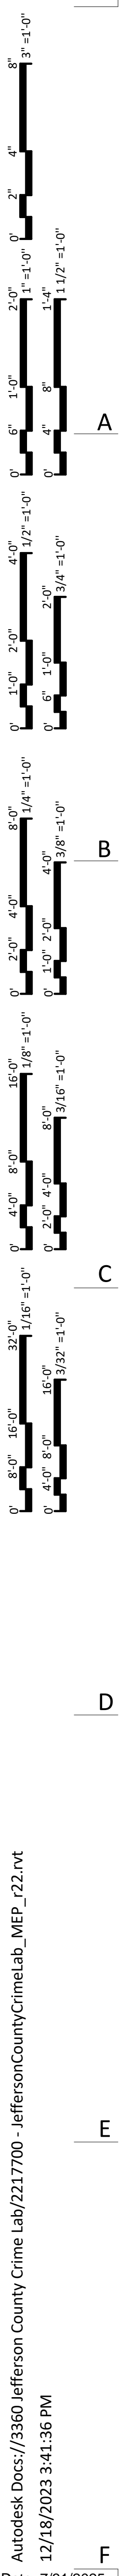 Autodesk Docs://3360 Jefferson County Crime Lab/2217700 - JeffersonCountyCrimeLab_MEP_r22.rvt
12/18/2023 3:41:36 PM
0' 8'-0" 16'-0" 32'-0"
1/16" =1'-0"
0' 4'-0" 8'-0" 16'-0"
3/32" =1'-0"
0' 4'-0" 8'-0" 16'-0"
1/8" =1'-0"
0' 2'-0" 4'-0" 8'-0"
3/16" =1'-0"
0' 2'-0" 4'-0" 8'-0"
1/4" =1'-0"
0' 1'-0" 2'-0" 4'-0"
3/8" =1'-0"
0' 1'-0" 2'-0" 4'-0"
1/2" =1'-0"
0' 6" 1'-0" 2'-0"
3/4" =1'-0"
0' 6" 1'-0" 2'-0"
1" =1'-0"
0' 4" 8" 1'-4"
1 1/2" =1'-0"
0' 2" 4" 8"
3" =1'-0"
A
B
C
D
E
F